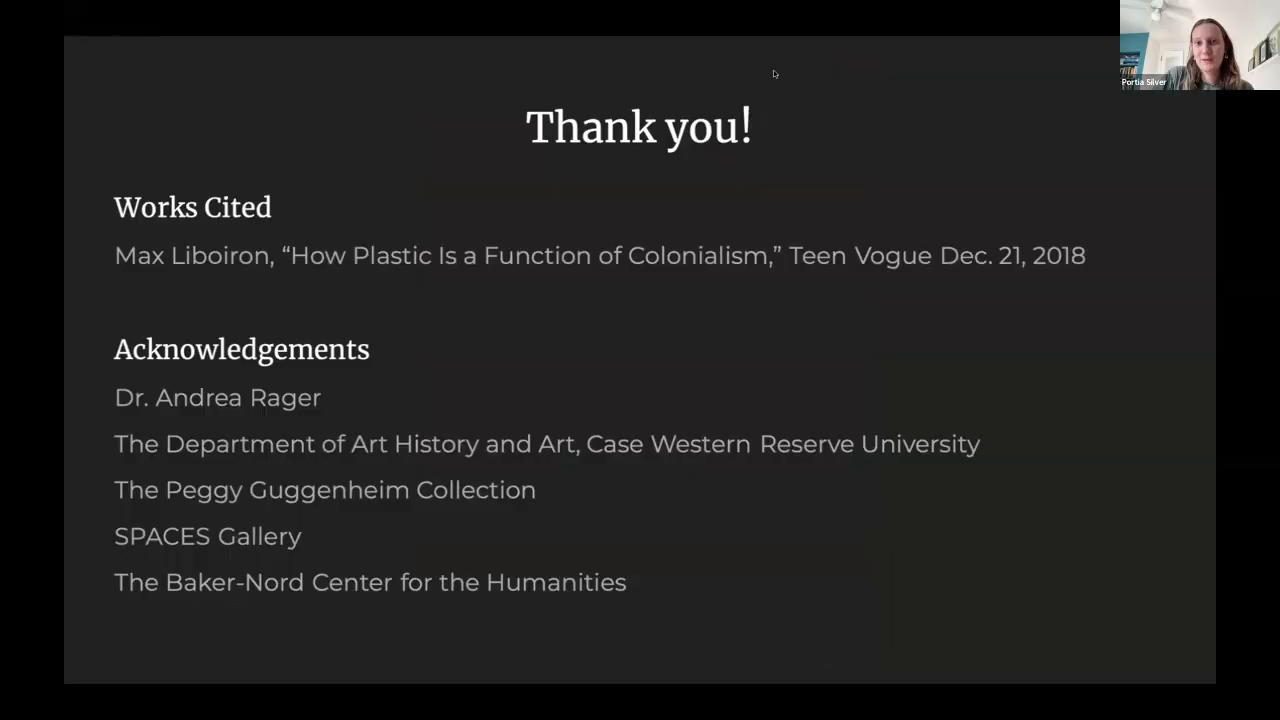 Thank you!
Portia Silver
Works Cited
Max Liboiron, “How Plastic Is a Function of Colonialism,” Teen Vogue Dec. 21, 2018
Acknowledgements
Dr. Andrea Rager
The Department of Art History and Art, Case Western Reserve University
The Peggy Guggenheim Collection
SPACES Gallery
The Baker-Nord Center for the Humanities